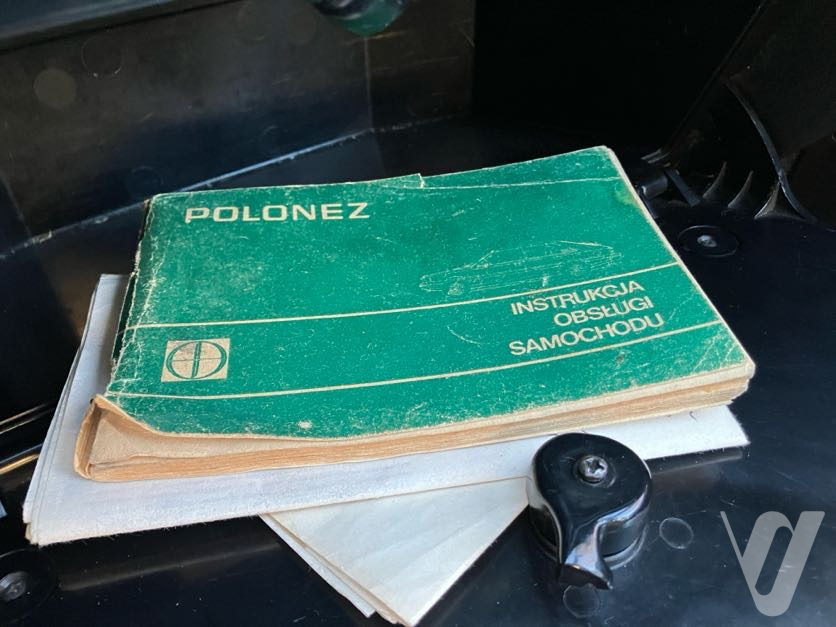 POLONEZ
INSTRUKCJA
OBSŁUGI
SAMOCHODU